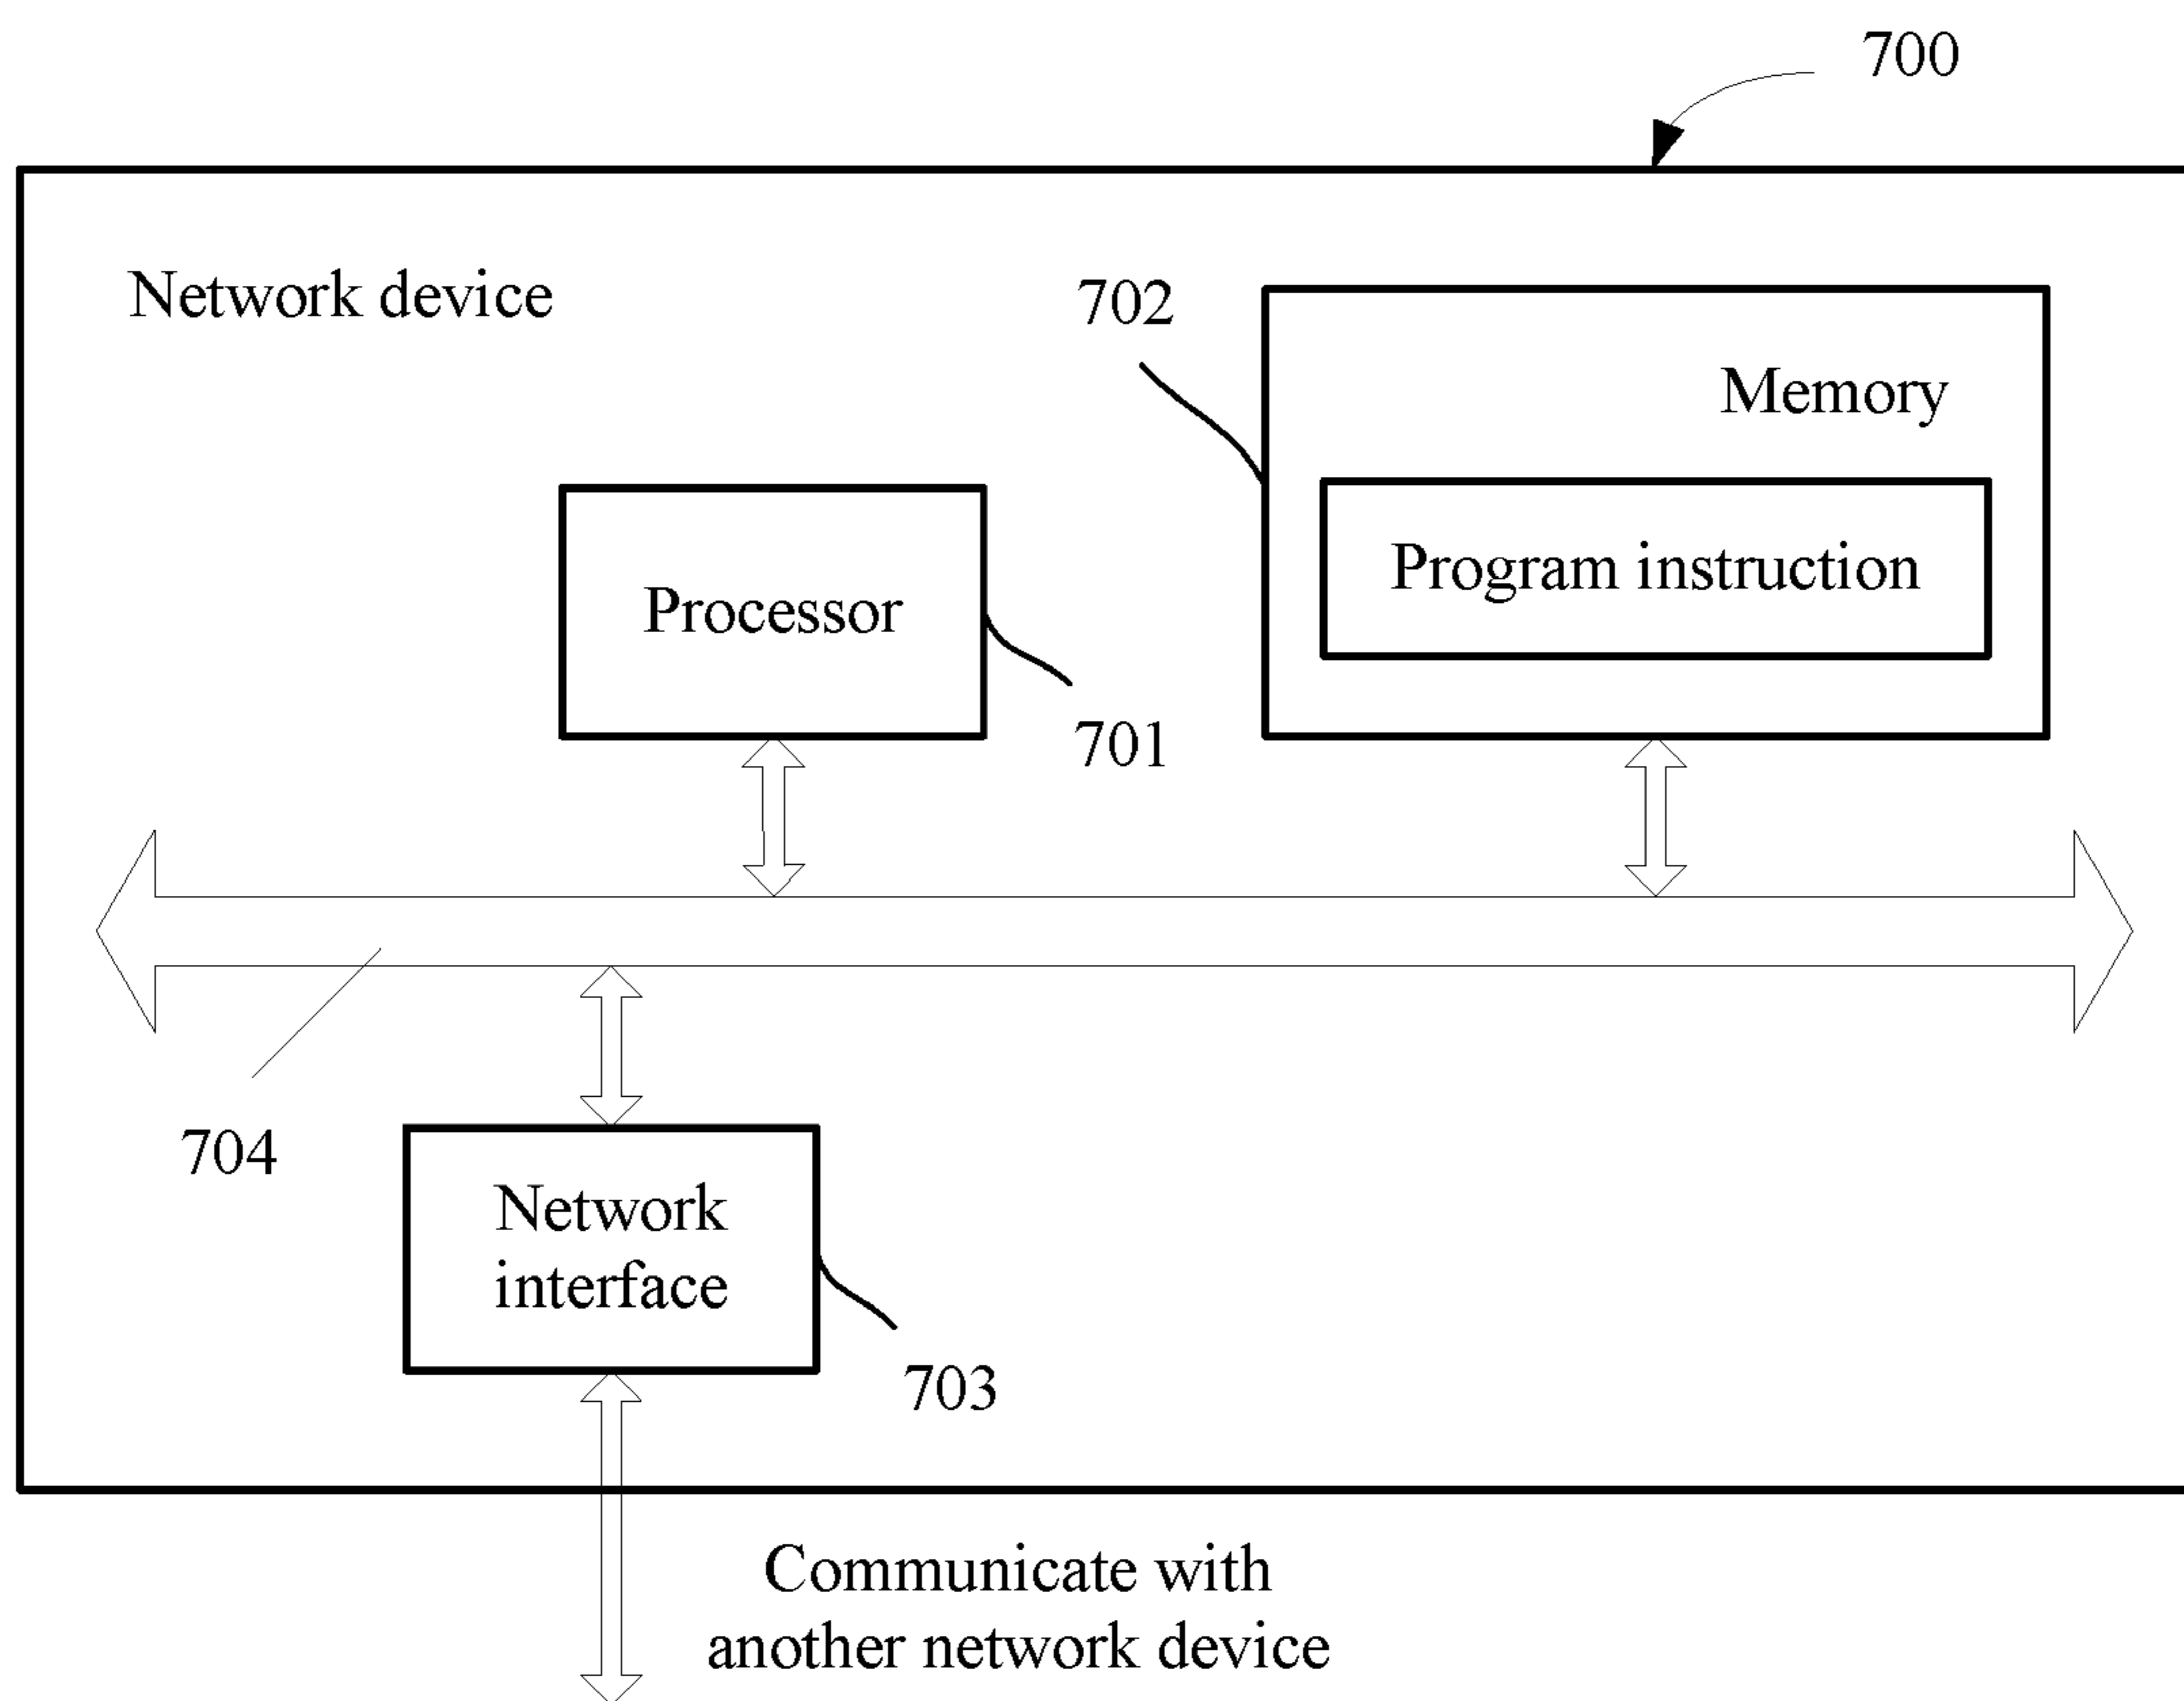 700
Network device
702
Memory
Program instruction
Processor
701
704
Network
interface
703
Communicate with
another network device